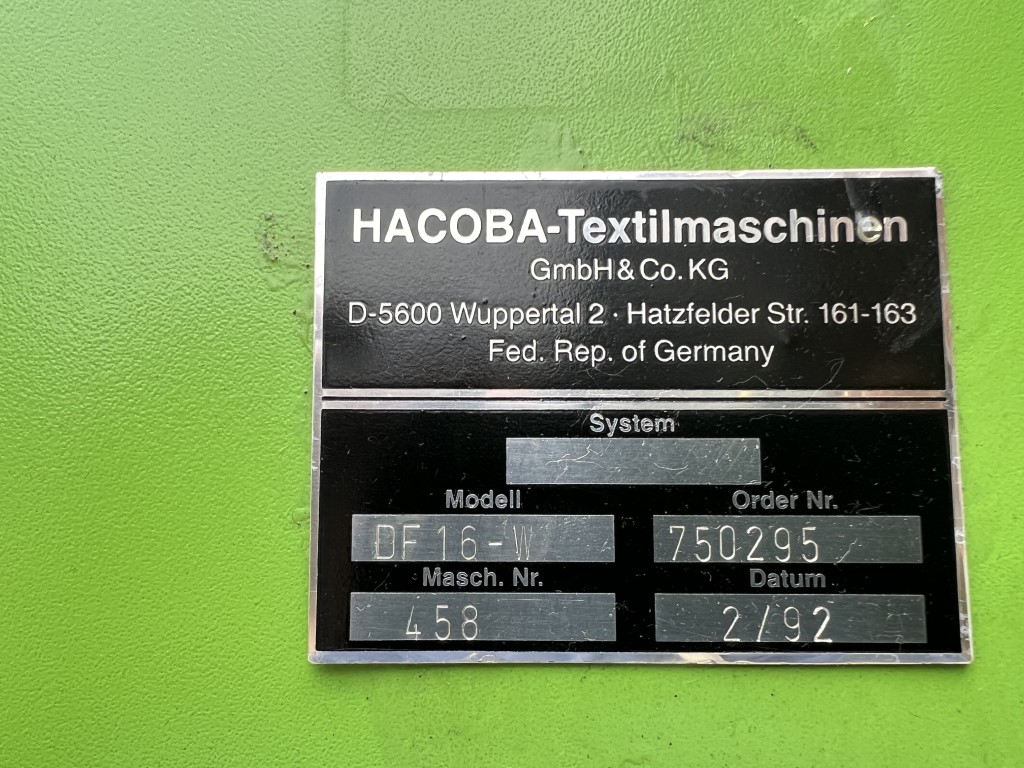 HACOBA-Textilmaschinen
GmbH & Co. KG
D-5600 Wuppertal 2 · Hatzfelder Str. 161-163
Fed. Rep. of Germany
System
Modell
DF 16-W
Order Nr.
750295
Masch. Nr.
458
Datum
2/92